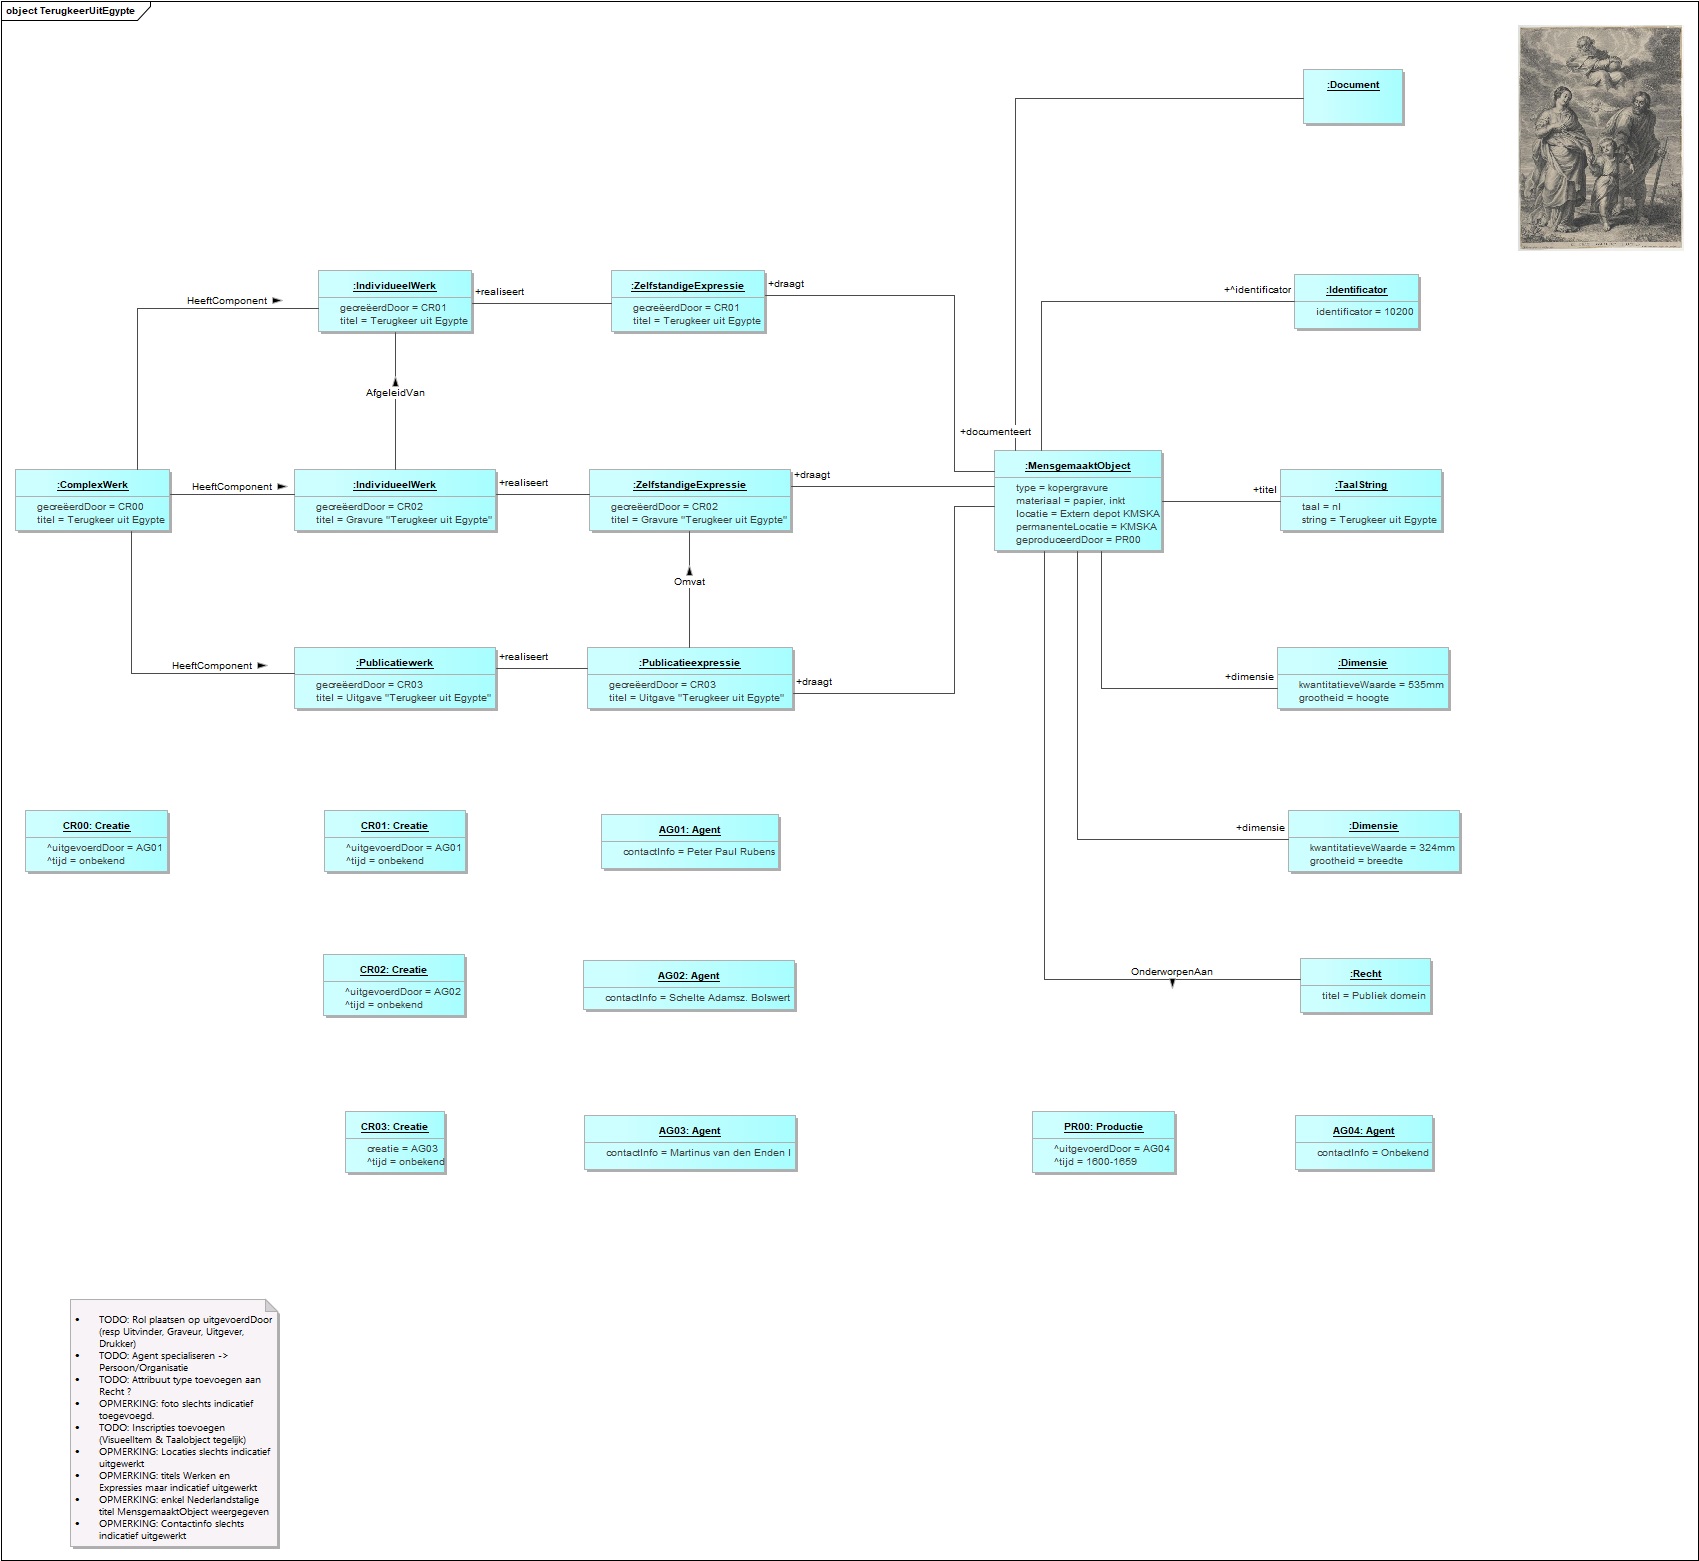 object TerugkeerUitEgypte
:Document
:IndividueelWerk
gecreëerdDoor = CR01
titel = Terugkeer uit Egypte
+realiseert
:ZelfstandigeExpressie
gecreëerdDoor = CR01
titel = Terugkeer uit Egypte
+draagt
+^identificator
:Identificator
identificator = 10200
HeeftComponent
AfgeleidVan
+documenteert
:ComplexWerk
gecreëerdDoor = CR00
titel = Terugkeer uit Egypte
HeeftComponent
:IndividueelWerk
gecreëerdDoor = CR02
titel = Gravure "Terugkeer uit Egypte"
+realiseert
:ZelfstandigeExpressie
gecreëerdDoor = CR02
titel = Gravure "Terugkeer uit Egypte"
+draagt
:MensgemaaktObject
type = kopergravure
materiaal = papier, inkt
locatie = Extern depot KMSKA
permanenteLocatie = KMSKA
geproduceerdDoor = PR00
+titel
:TaalString
taal = nl
string = Terugkeer uit Egypte
Omvat
HeeftComponent
:Publicatiewerk
gecreëerdDoor = CR03
titel = Uitgave "Terugkeer uit Egypte"
+realiseert
:Publicatieexpressie
gecreëerdDoor = CR03
titel = Uitgave "Terugkeer uit Egypte"
+draagt
+dimensie
:Dimensie
kwantitatieveWaarde = 535mm
grootheid = hoogte
CR00: Creatie
^uitgevoerdDoor = AG01
^tijd = onbekend
CR01: Creatie
^uitgevoerdDoor = AG01
^tijd = onbekend
AG01: Agent
contactInfo = Peter Paul Rubens
+dimensie
:Dimensie
kwantitatieveWaarde = 324mm
grootheid = breedte
CR02: Creatie
^uitgevoerdDoor = AG02
^tijd = onbekend
AG02: Agent
contactInfo = Schelte Adamsz. Bolswert
OnderworpenAan
:Recht
titel = Publiek domein
CR03: Creatie
creatie = AG03
^tijd = onbekend
AG03: Agent
contactInfo = Martinus van den Enden I
PR00: Productie
^uitgevoerdDoor = AG04
^tijd = 1600-1659
AG04: Agent
contactInfo = Onbekend
• TODO: Rol plaatsen op uitgevoerdDoor
(resp Uitvinder, Graveur, Uitgever,
Drukker)
• TODO: Agent specialiseren ->
Persoon/Organisatie
• TODO: Attribuut type toevoegen aan
Recht ?
• OPMERKING: foto slechts indicatief
toegevoegd.
• TODO: Inscripties toevoegen
(VisueelItem & Taalobject tegelijk)
• OPMERKING: Locaties slechts indicatief
uitgewerkt
• OPMERKING: titels Werken en
Expressies maar indicatief uitgewerkt
• OPMERKING: enkel Nederlandstalige
titel MensgemaaktObject weergegeven
• OPMERKING: Contactinfo slechts
indicatief uitgewerkt